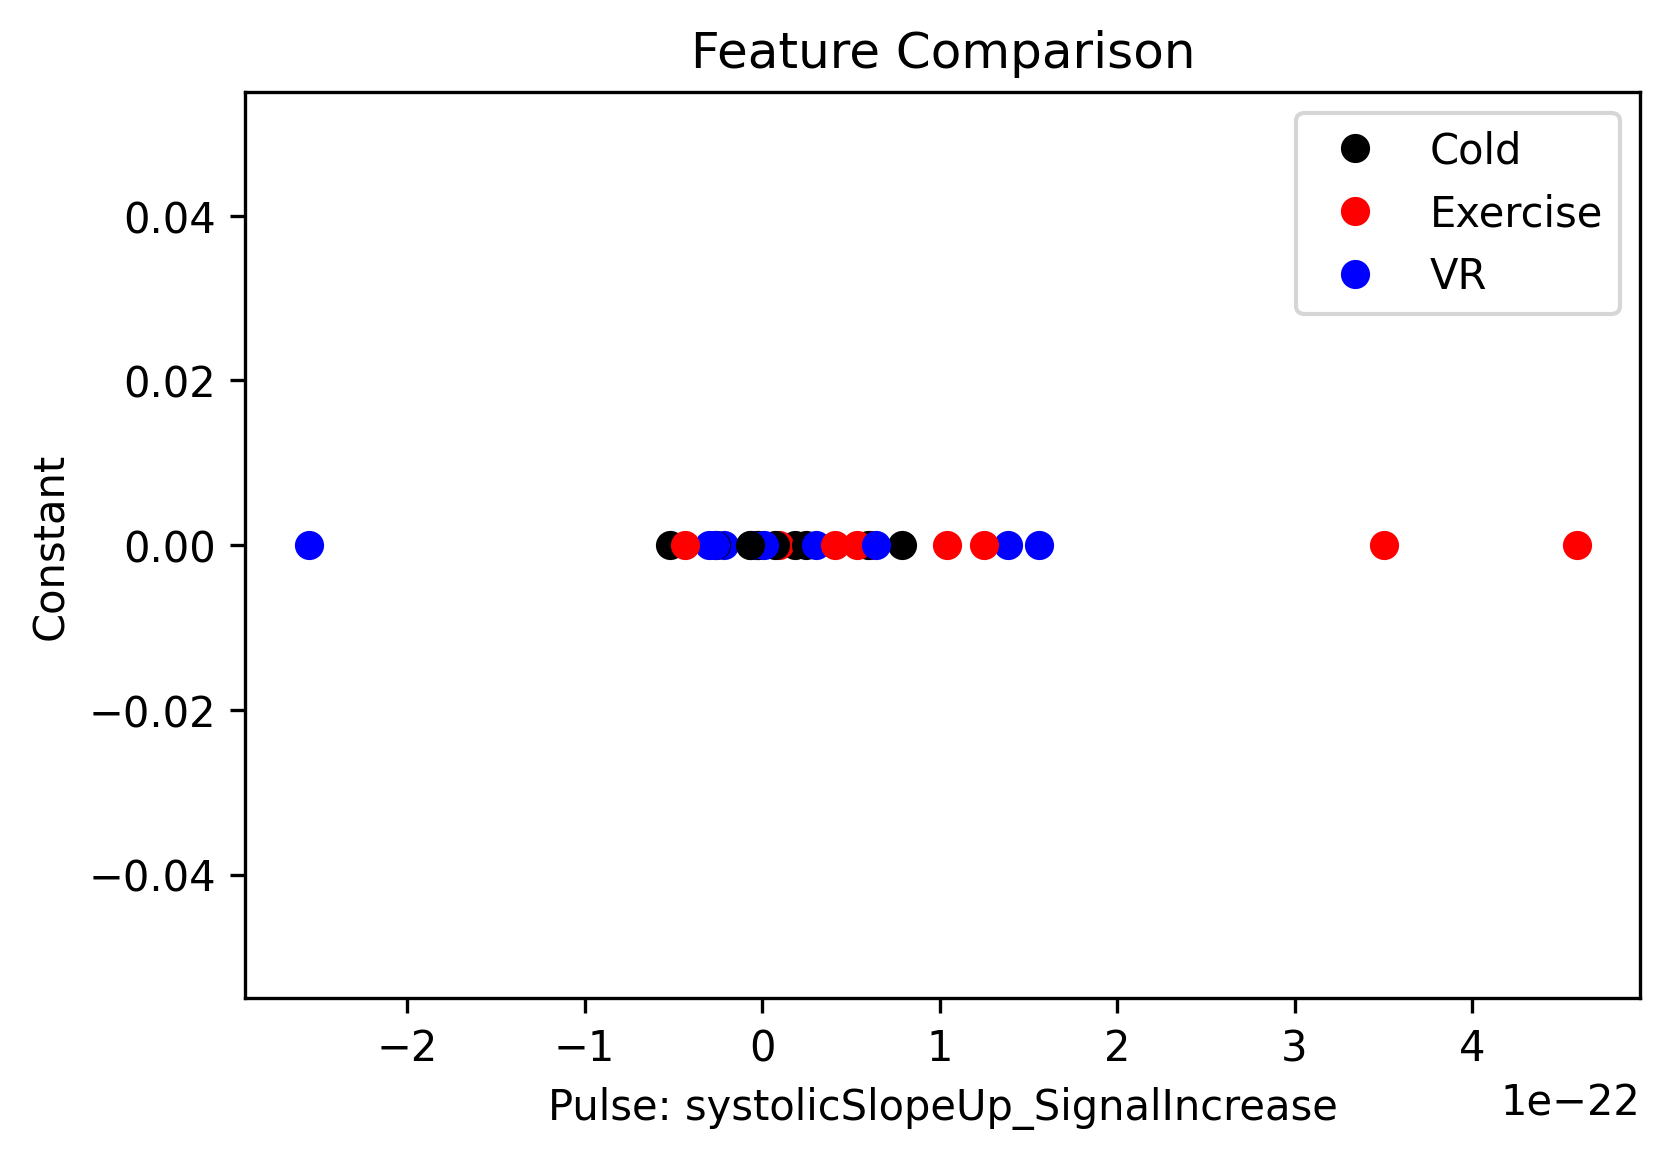 Feature Comparison
Cold
Exercise
VR
0.04
0.02
0.00
−0.02
−0.04
Constant
−2
−1
0
1
2
3
4
1e−22
Pulse: systolicSlopeUp_SignalIncrease